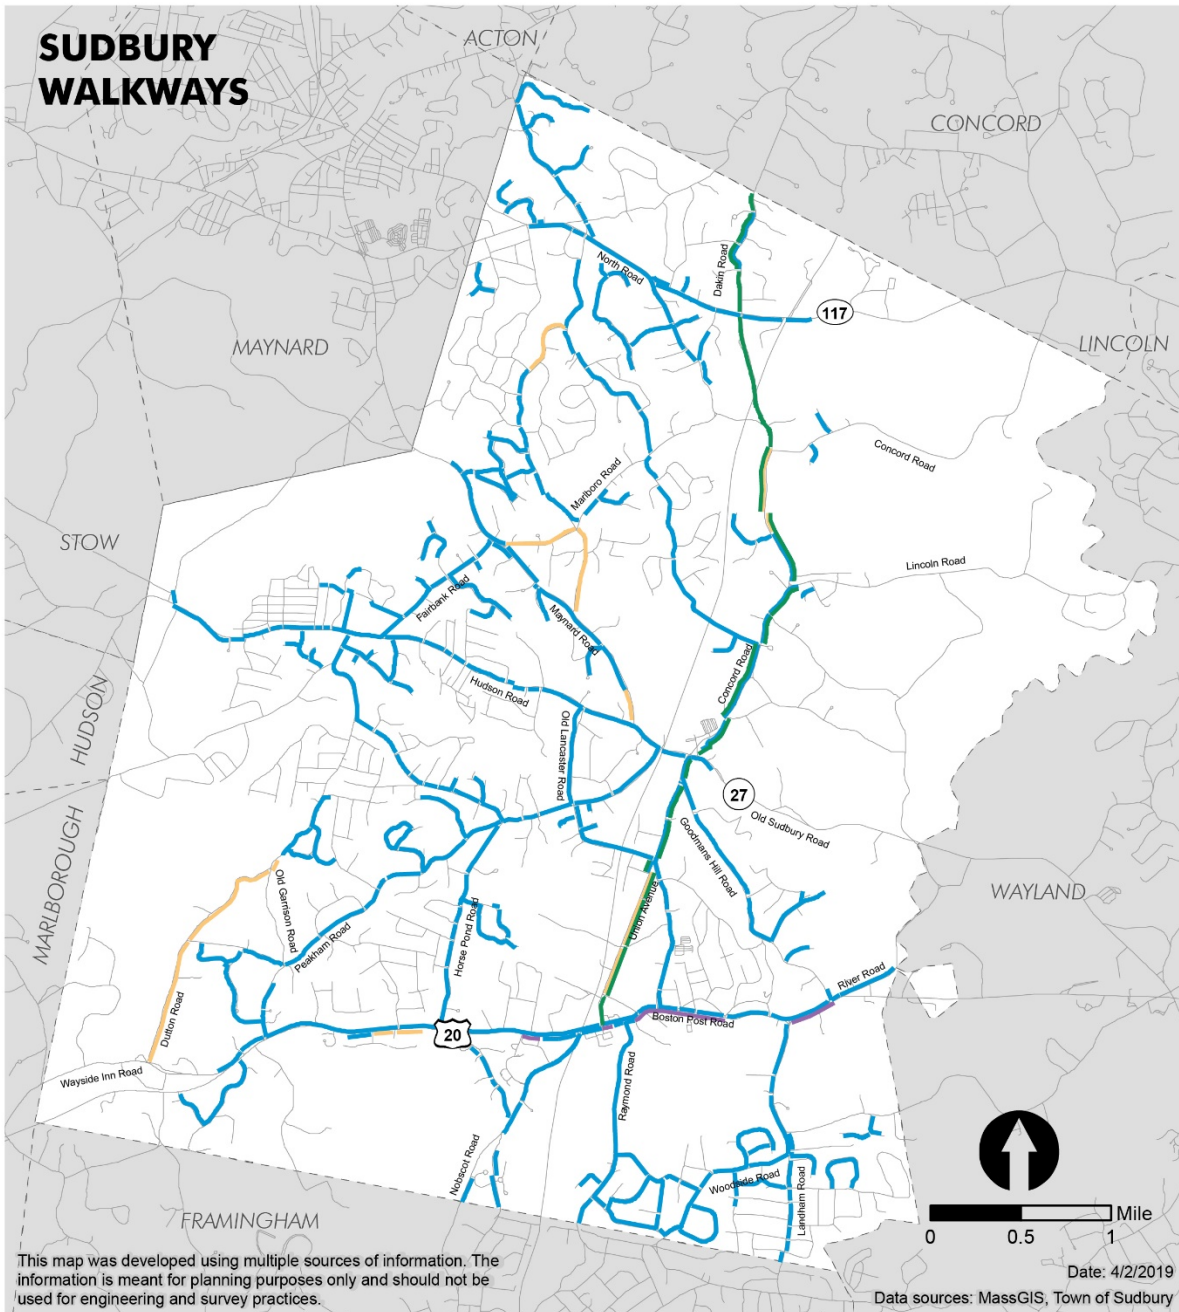 SUDBURY
WALKWAYS
ACTON
CONCORD
North Road
Dakin Road
117
MAYNARD
LINCOLN
Concord Road
Marlboro Road
STOW
Lincoln Road
Fairbank Road
Maynard Road
Concord Road
Hudson Road
HUDSON
Old Lancaster Road
27
Old Sudbury Road
Goodmans Hill Road
MARLBOROUGH
WAYLAND
Old Garrison Road
Union Avenue
Horse Pond Road
Peakham Road
River Road
Dutton Road
Boston Post Road
20
Wayside Inn Road
Raymond Road
Nobscot Road
Woodside Road
Landham Road
FRAMINGHAM
Mile
0 0.5 1
This map was developed using multiple sources of information. The
information is meant for planning purposes only and should not be
used for engineering and survey practices.
Date: 4/2/2019
Data sources: MassGIS, Town of Sudbury